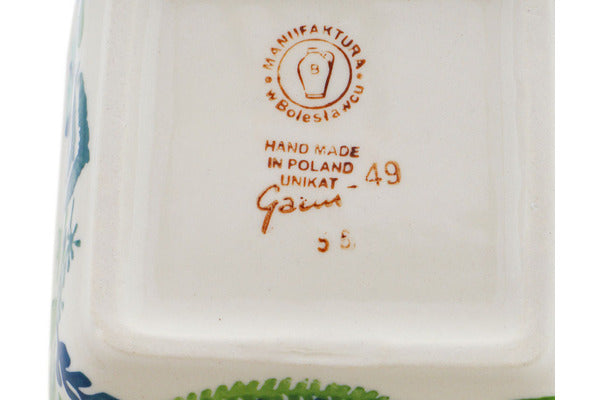 MANUFAKTURA
w Bolesławcu
B
HAND MADE
IN POLAND
UNIKAT 49